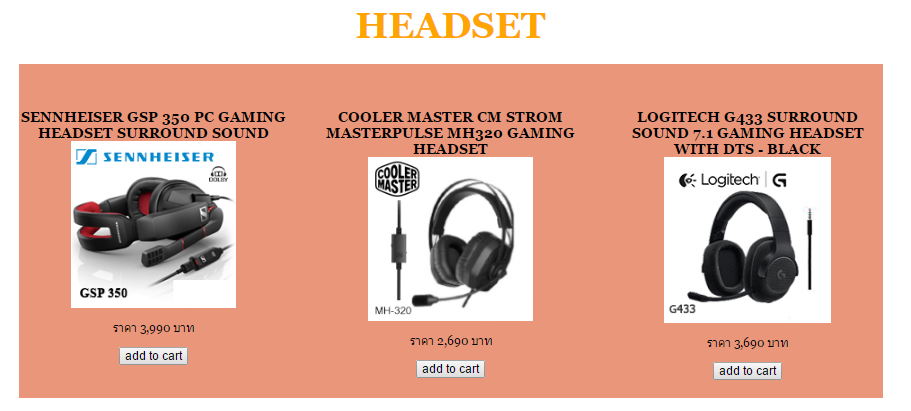 HEADSET
SENNHEISER GSP 350 PC GAMING
HEADSET SURROUND SOUND
SENNHEISER
DOLBY
GSP 350
ราคา 3,990 บาท
add to cart
COOLER MASTER CM STROM
MASTERPULSE MH320 GAMING
HEADSET
COOLER
MASTER
MH-320
ราคา 2,690 บาท
add to cart
LOGITECH G433 SURROUND
SOUND 7.1 GAMING HEADSET
WITH DTS - BLACK
Logitech | G
G433
ราคา 3,690 บาท
add to cart